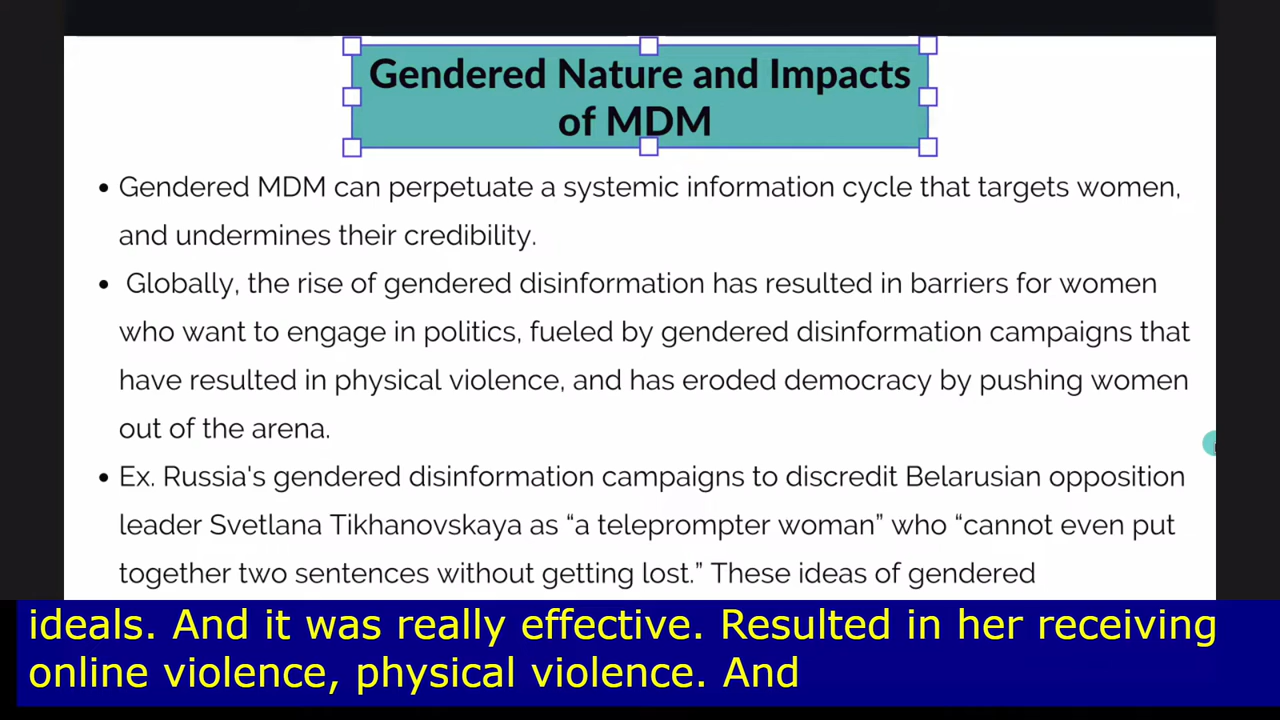 Gendered Nature and Impacts
of MDM
• Gendered MDM can perpetuate a systemic information cycle that targets women,
and undermines their credibility.
• Globally, the rise of gendered disinformation has resulted in barriers for women
who want to engage in politics, fueled by gendered disinformation campaigns that
have resulted in physical violence, and has eroded democracy by pushing women
out of the arena.
• Ex. Russia's gendered disinformation campaigns to discredit Belarusian opposition
leader Svetlana Tikhanovskaya as “a teleprompter woman” who “cannot even put
together two sentences without getting lost.” These ideas of gendered
ideals. And it was really effective. Resulted in her receiving
online violence, physical violence. And